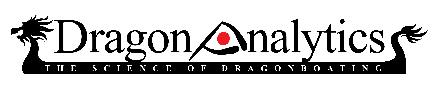 DragonAnalytics
THE SCIENCE OF DRAGONBOATING